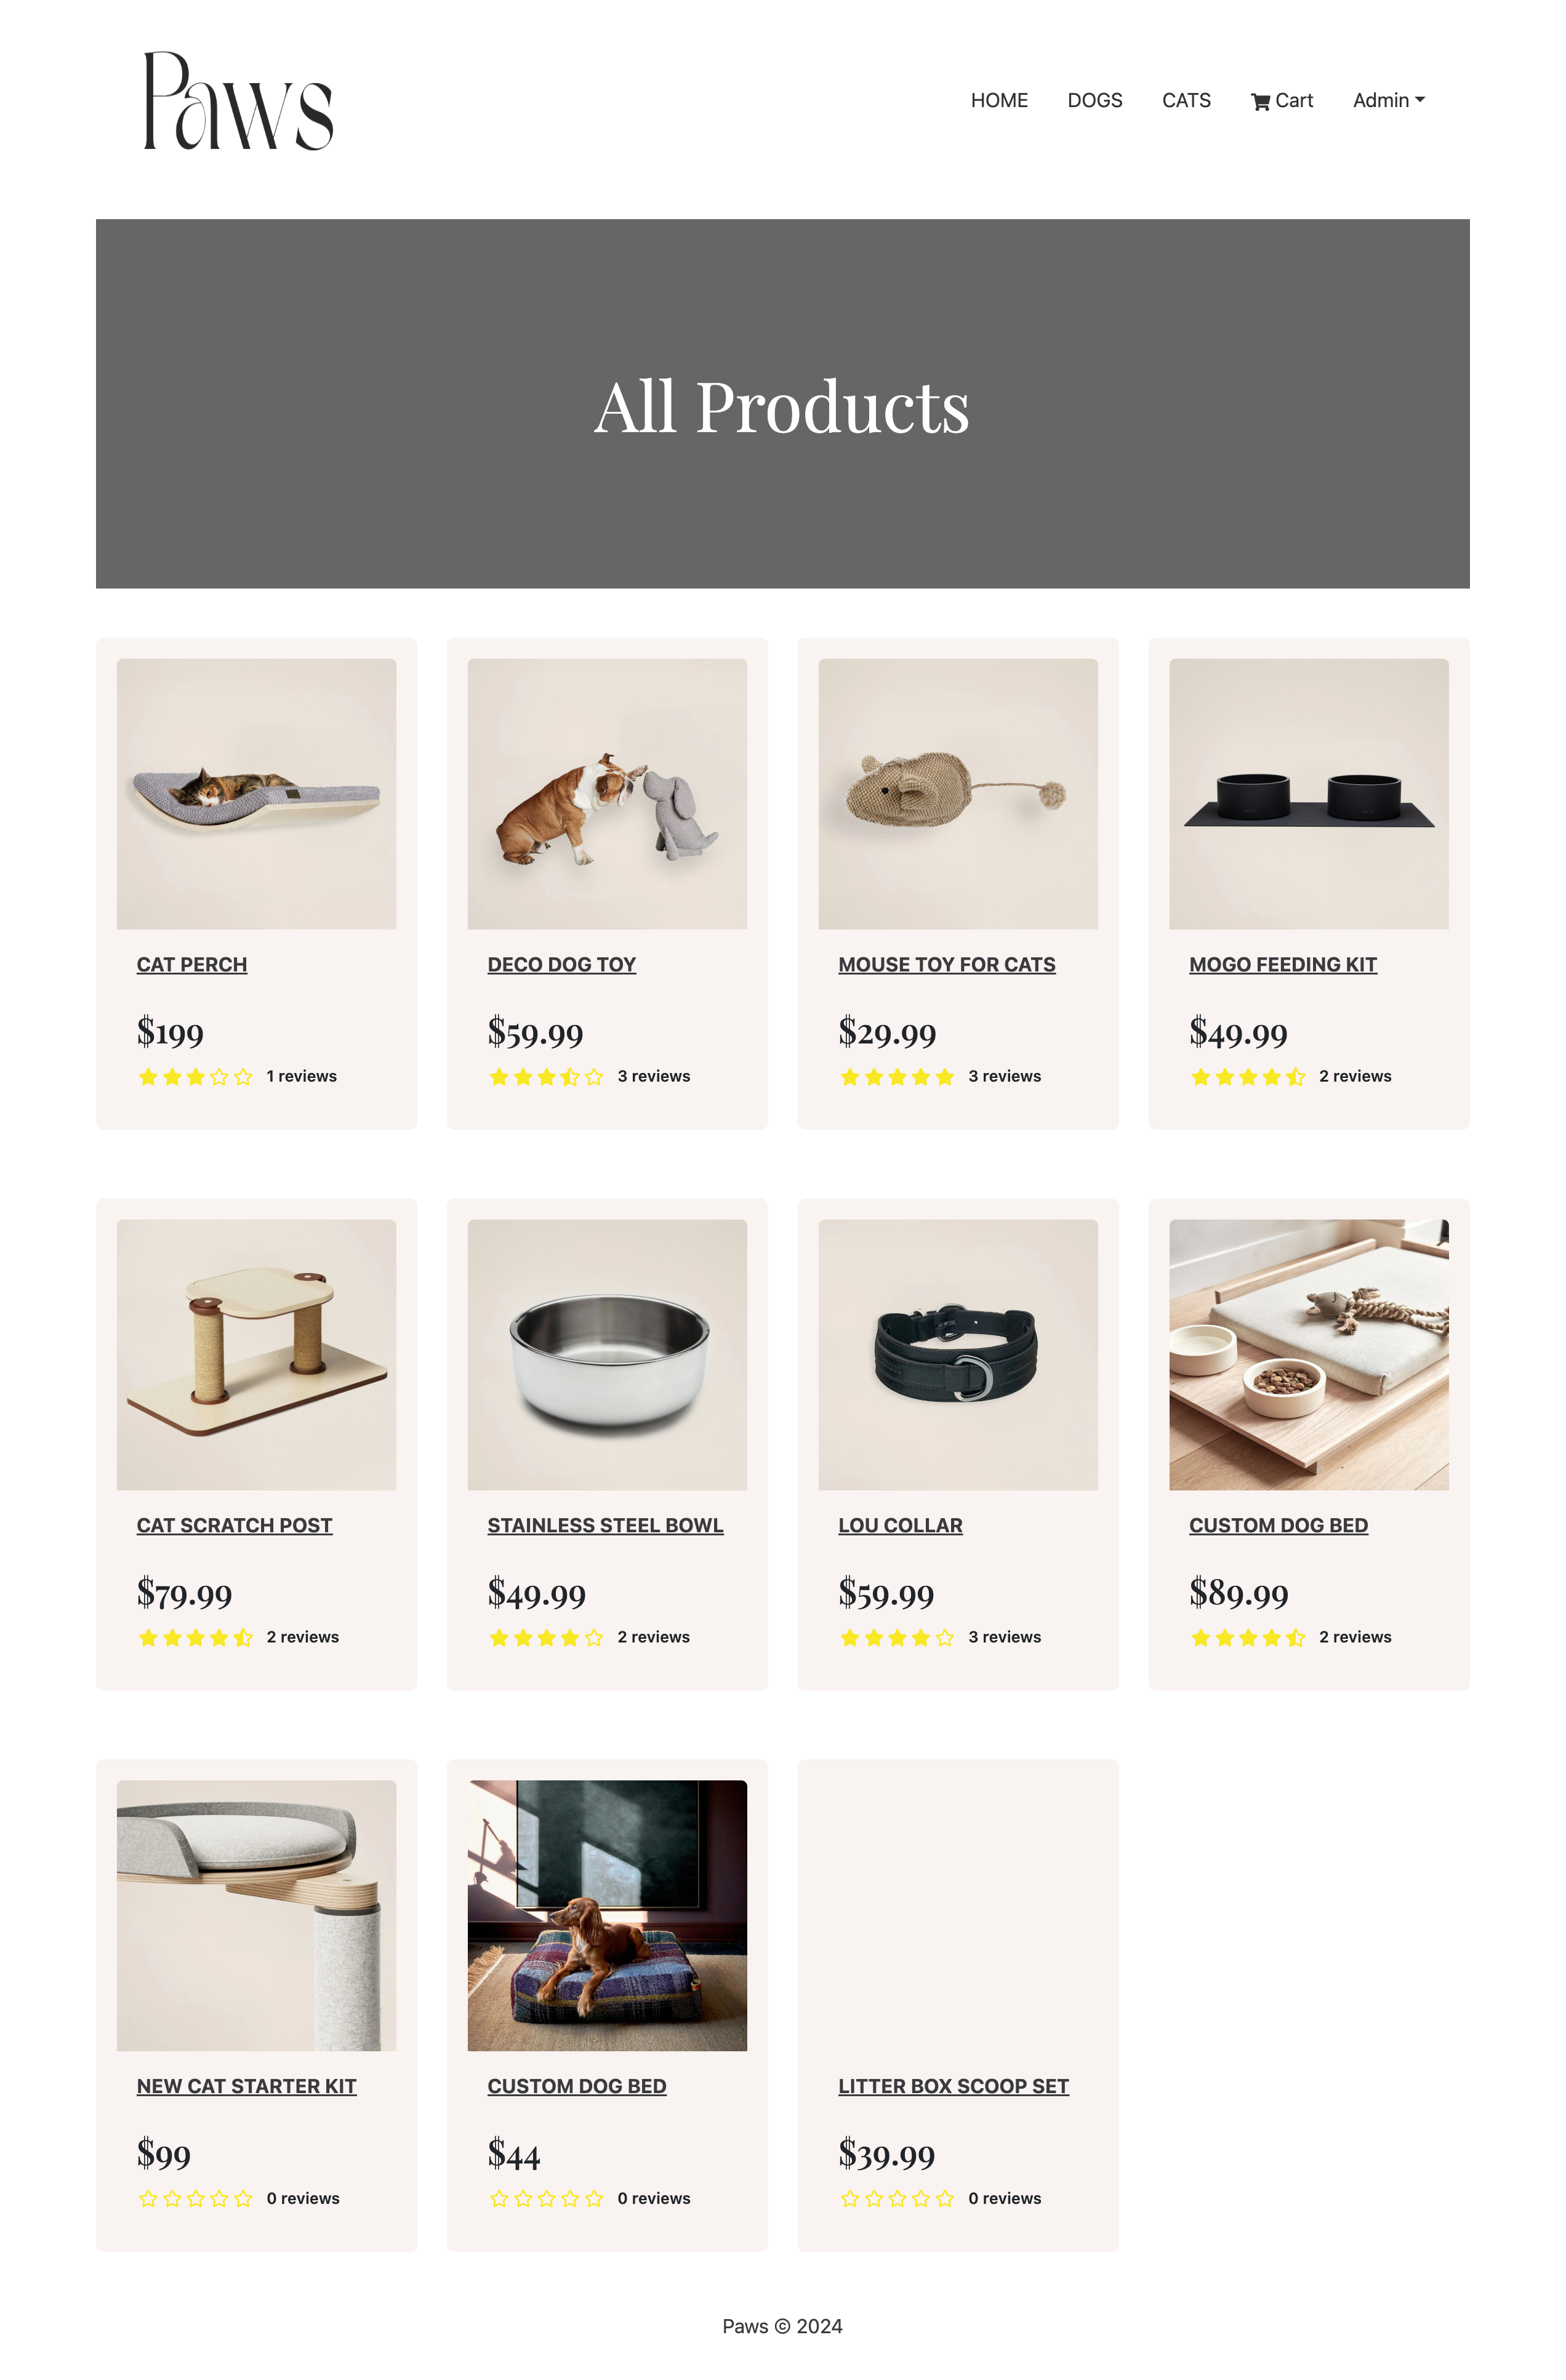 Paws
HOME DOGS CATS Cart Admin
All Products
CAT PERCH
$199
1 reviews
DECO DOG TOY
$59.99
3 reviews
MOUSE TOY FOR CATS
$29.99
3 reviews
MOGO FEEDING KIT
$49.99
2 reviews
CAT SCRATCH POST
$79.99
2 reviews
STAINLESS STEEL BOWL
$49.99
2 reviews
LOU COLLAR
$59.99
3 reviews
CUSTOM DOG BED
$89.99
2 reviews
NEW CAT STARTER KIT
$99
0 reviews
CUSTOM DOG BED
$44
0 reviews
LITTER BOX SCOOP SET
$39.99
0 reviews
Paws © 2024